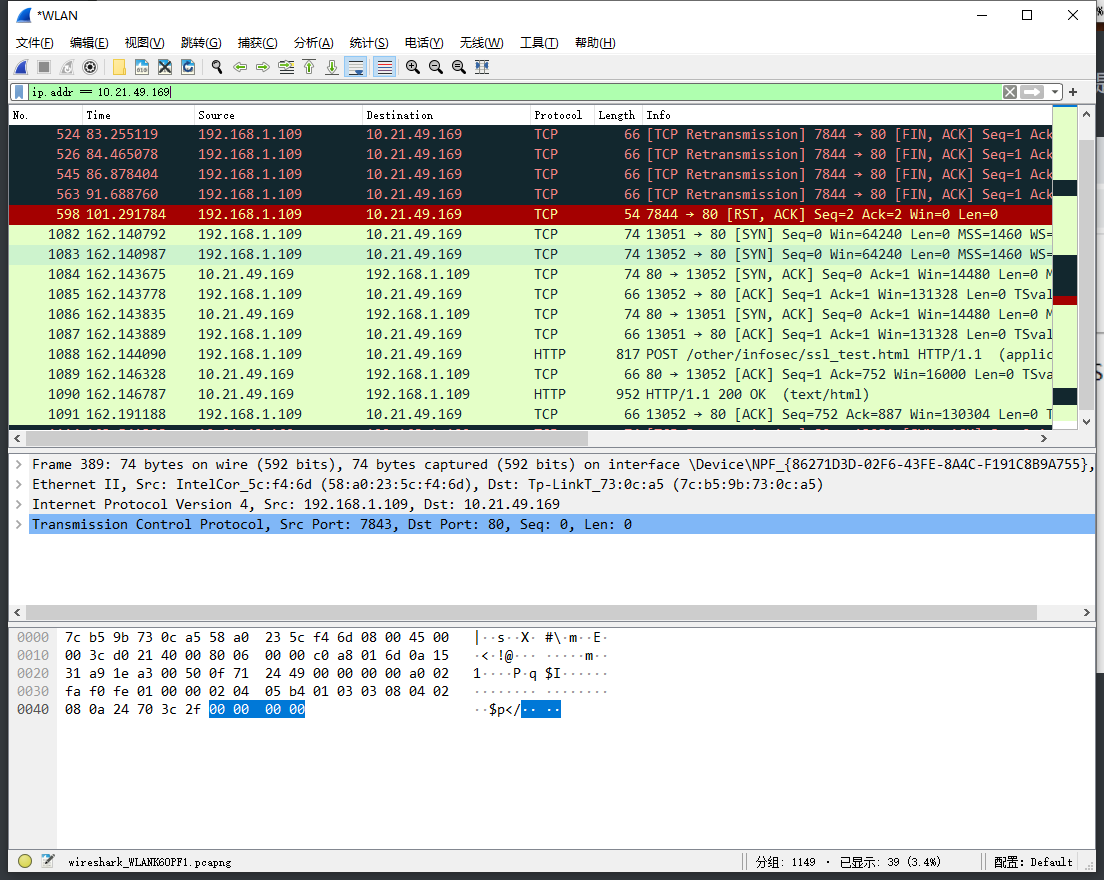 *WLAN
文件(F) 编辑(E) 视图(V) 跳转(G) 捕获(C) 分析(A) 统计(S) 电话(Y) 无线(W) 工具(T) 帮助(H)
ip.addr == 10.21.49.169
No. Time Source Destination Protocol Length Info
524 83.255119 192.168.1.109 10.21.49.169 TCP 66 [TCP Retransmission] 7844 → 80 [FIN, ACK] Seq=1 Ack
526 84.465078 192.168.1.109 10.21.49.169 TCP 66 [TCP Retransmission] 7844 → 80 [FIN, ACK] Seq=1 Ack
545 86.878404 192.168.1.109 10.21.49.169 TCP 66 [TCP Retransmission] 7844 → 80 [FIN, ACK] Seq=1 Ack
563 91.688760 192.168.1.109 10.21.49.169 TCP 66 [TCP Retransmission] 7844 → 80 [FIN, ACK] Seq=1 Ack
598 101.291784 192.168.1.109 10.21.49.169 TCP 54 7844 → 80 [RST, ACK] Seq=2 Ack=2 Win=0 Len=0
1082 162.140792 192.168.1.109 10.21.49.169 TCP 74 13051 → 80 [SYN] Seq=0 Win=64240 Len=0 MSS=1460 WS=
1083 162.140987 192.168.1.109 10.21.49.169 TCP 74 13052 → 80 [SYN] Seq=0 Win=64240 Len=0 MSS=1460 WS=
1084 162.143675 10.21.49.169 192.168.1.109 TCP 74 80 → 13052 [SYN, ACK] Seq=0 Ack=1 Win=14480 Len=0 M
1085 162.143778 192.168.1.109 10.21.49.169 TCP 66 13052 → 80 [ACK] Seq=1 Ack=1 Win=131328 Len=0 TSval
1086 162.143835 10.21.49.169 192.168.1.109 TCP 74 80 → 13051 [SYN, ACK] Seq=0 Ack=1 Win=14480 Len=0 M
1087 162.143889 192.168.1.109 10.21.49.169 TCP 66 13051 → 80 [ACK] Seq=1 Ack=1 Win=131328 Len=0 TSval
1088 162.144090 192.168.1.109 10.21.49.169 HTTP 817 POST /other/infosec/ssl_test.html HTTP/1.1 (applic
1089 162.146328 10.21.49.169 192.168.1.109 TCP 66 80 → 13052 [ACK] Seq=1 Ack=752 Win=16000 Len=0 TSva
1090 162.146787 10.21.49.169 192.168.1.109 HTTP 952 HTTP/1.1 200 OK (text/html)
1091 162.191188 192.168.1.109 10.21.49.169 TCP 66 13052 → 80 [ACK] Seq=752 Ack=887 Win=130304 Len=0 T
Frame 389: 74 bytes on wire (592 bits), 74 bytes captured (592 bits) on interface \Device\NPF_{86271D3D-02F6-43FE-8A4C-F191C8B9A755},
Ethernet II, Src: IntelCor_5c:f4:6d (58:a0:23:5c:f4:6d), Dst: Tp-LinkT_73:0c:a5 (7c:b5:9b:73:0c:a5)
Internet Protocol Version 4, Src: 192.168.1.109, Dst: 10.21.49.169
Transmission Control Protocol, Src Port: 7843, Dst Port: 80, Seq: 0, Len: 0
0000 7c b5 9b 73 0c a5 58 a0 23 5c f4 6d 08 00 45 00 |··s··X· #\·m··E·
0010 00 3c d0 21 40 00 80 06 00 00 c0 a8 01 6d 0a 15 ·<·!@··· ·····m··
0020 31 a9 1e a3 00 50 0f 71 24 49 00 00 00 00 a0 02 1····P·q $I······
0030 fa f0 fe 01 00 00 02 04 05 b4 01 03 03 08 04 02 ········ ········
0040 08 0a 24 70 3c 2f 00 00 00 00 ··$p</·· ··
wireshark_WLANK6OPF1.pcapng 分组: 1149 · 已显示: 39 (3.4%) 配置: Default